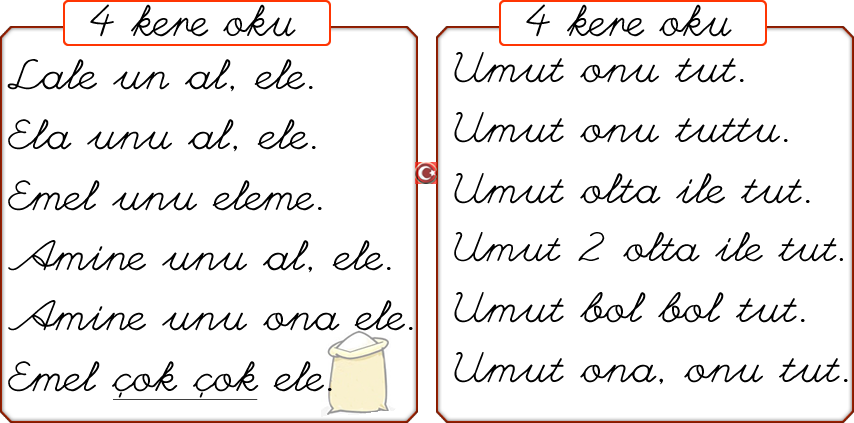 4 kere oku
Lale un al, ele.
Ela unu al, ele.
Emel unu eleme.
Amine unu al, ele.
Amine unu ona ele.
Emel çok çok ele.
4 kere oku
Umut onu tut.
Umut onu tuttu.
Umut olta ile tut.
Umut 2 olta ile tut.
Umut bol bol tut.
Umut ona, onu tut.